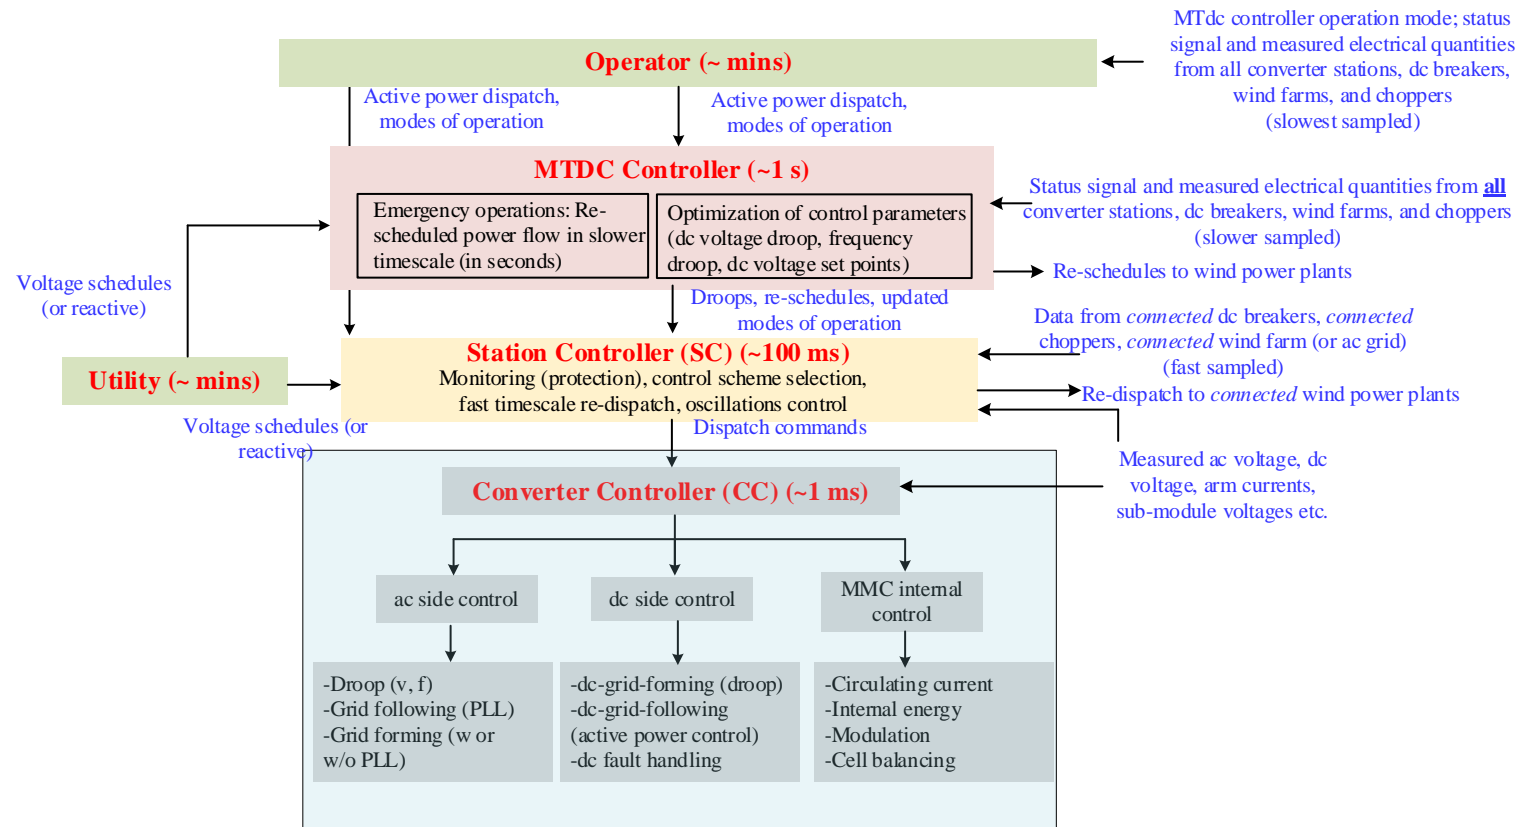 MTdc controller operation mode; status
signal and measured electrical quantities
from all converter stations, dc breakers,
wind farms, and choppers
(slowest sampled)
Operator (~ mins)
Active power dispatch,
modes of operation
Active power dispatch,
modes of operation
MTDC Controller (~1 s)
Emergency operations: Re-
scheduled power flow in slower
timescale (in seconds)
Optimization of control parameters
(dc voltage droop, frequency
droop, dc voltage set points)
Status signal and measured electrical quantities from all
converter stations, dc breakers, wind farms, and choppers
(slower sampled)
Re-schedules to wind power plants
Voltage schedules
(or reactive)
Droops, re-schedules, updated
modes of operation
Data from connected dc breakers, connected
choppers, connected wind farm (or ac grid)
(fast sampled)
Utility (~ mins)
Station Controller (SC) (~100 ms)
Monitoring (protection), control scheme selection,
fast timescale re-dispatch, oscillations control
Re-dispatch to connected wind power plants
Voltage schedules (or
reactive)
Dispatch commands
Measured ac voltage, dc
voltage, arm currents,
sub-module voltages etc.
Converter Controller (CC) (~1 ms)
ac side control
dc side control
MMC internal
control
-Droop (v, f)
-Grid following (PLL)
-Grid forming (w or
w/o PLL)
-dc-grid-forming (droop)
-dc-grid-following
(active power control)
-dc fault handling
-Circulating current
-Internal energy
-Modulation
-Cell balancing